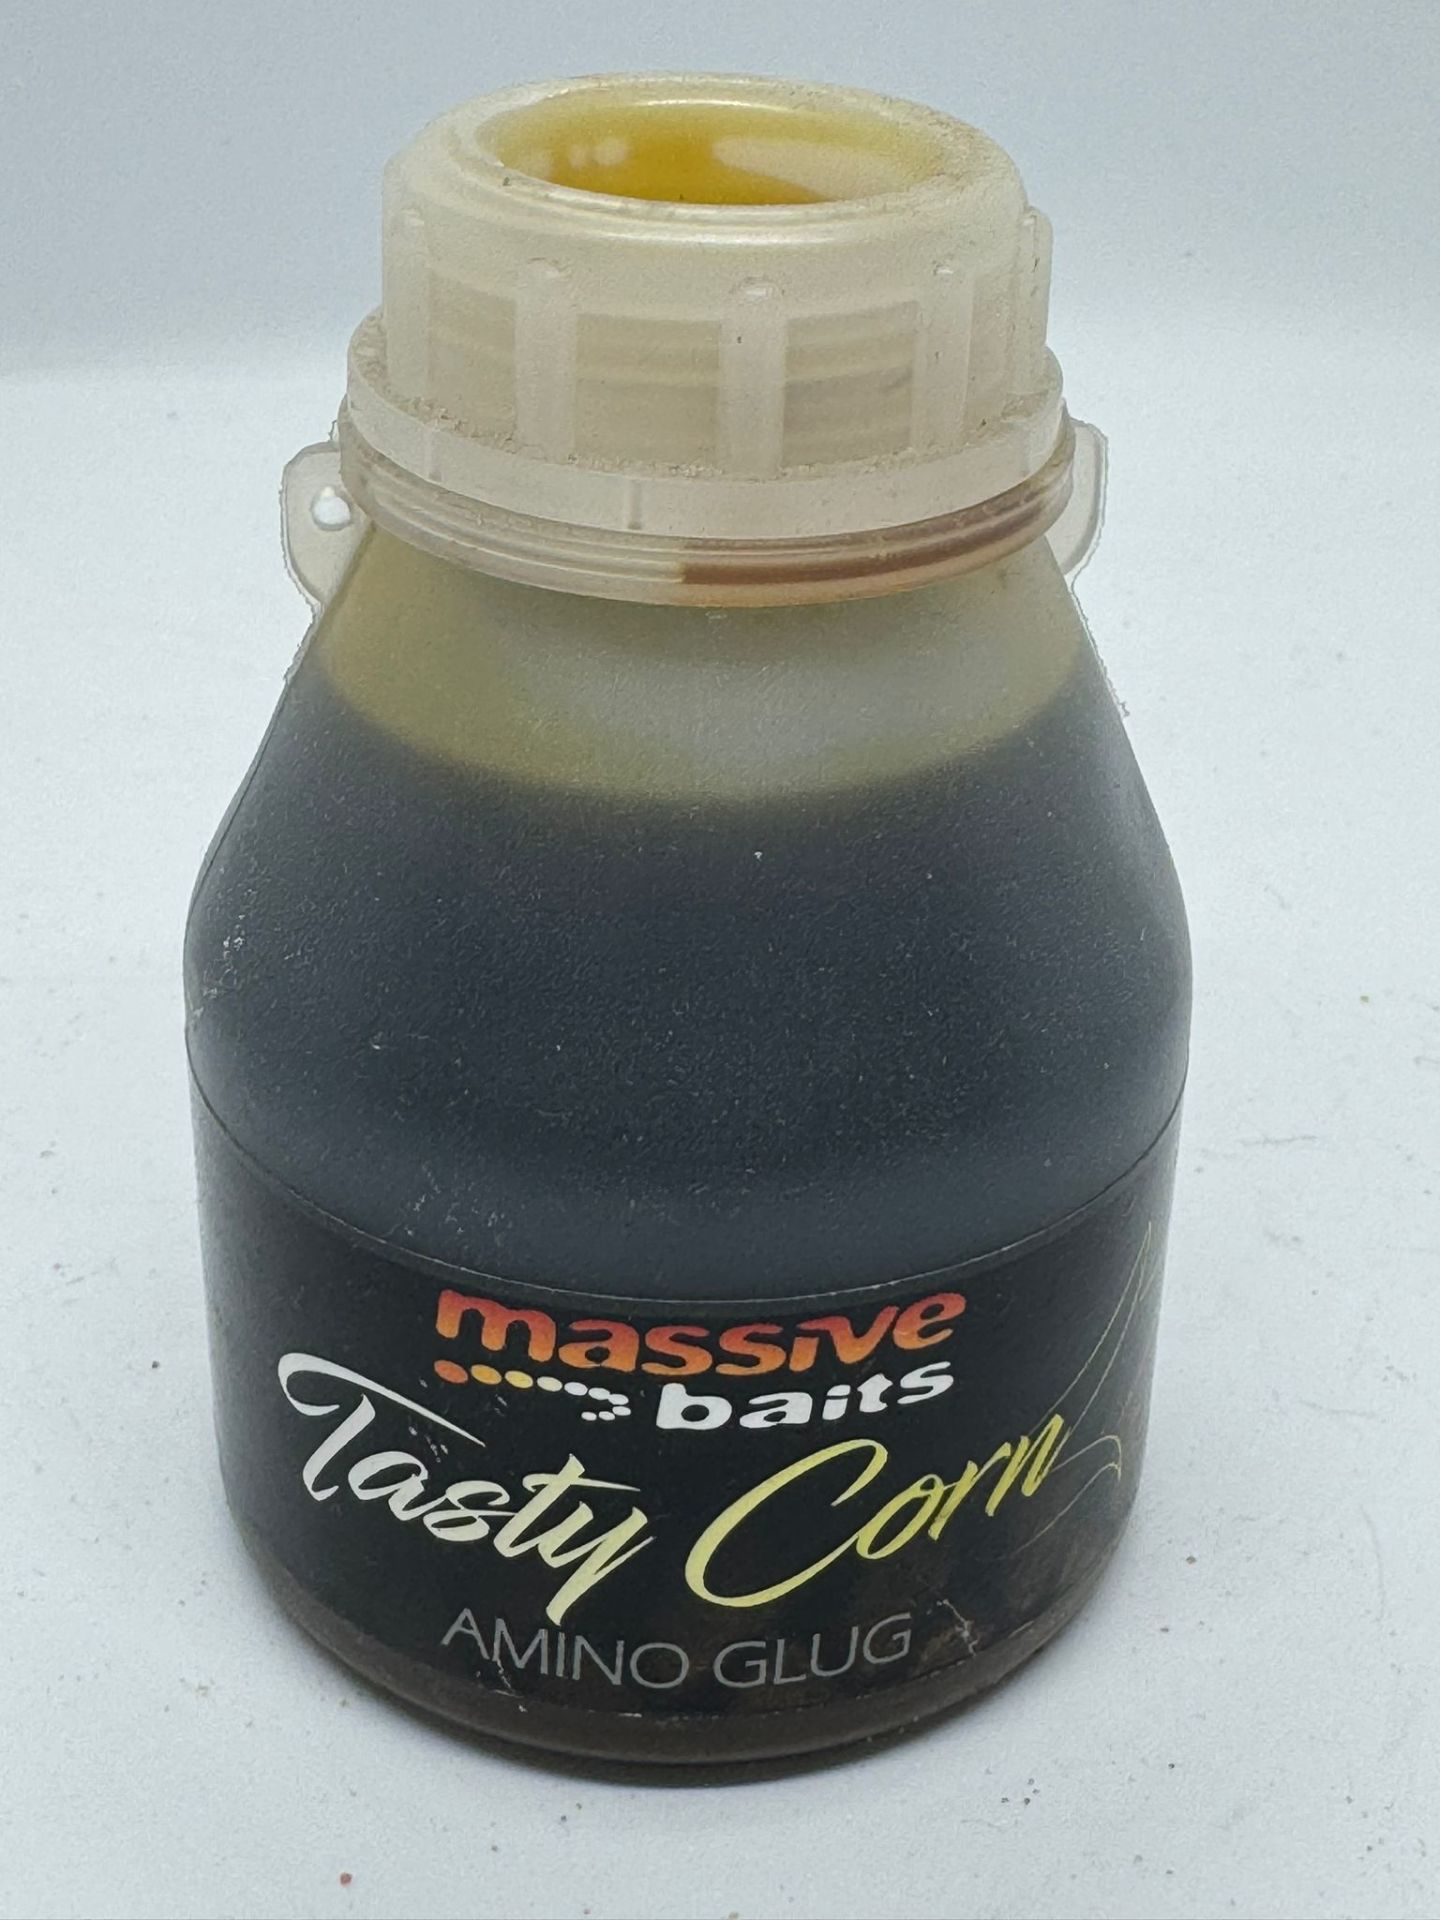 massive
baits
Tasty Corn
AMINO GLUG